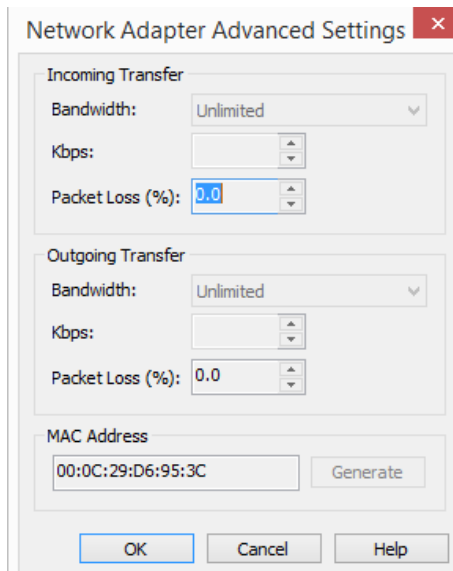 Network Adapter Advanced Settings
Incoming Transfer
Bandwidth: Unlimited
Kbps:
Packet Loss (%): 0.0
Outgoing Transfer
Bandwidth: Unlimited
Kbps:
Packet Loss (%): 0.0
MAC Address
00:0C:29:D6:95:3C Generate
OK Cancel Help